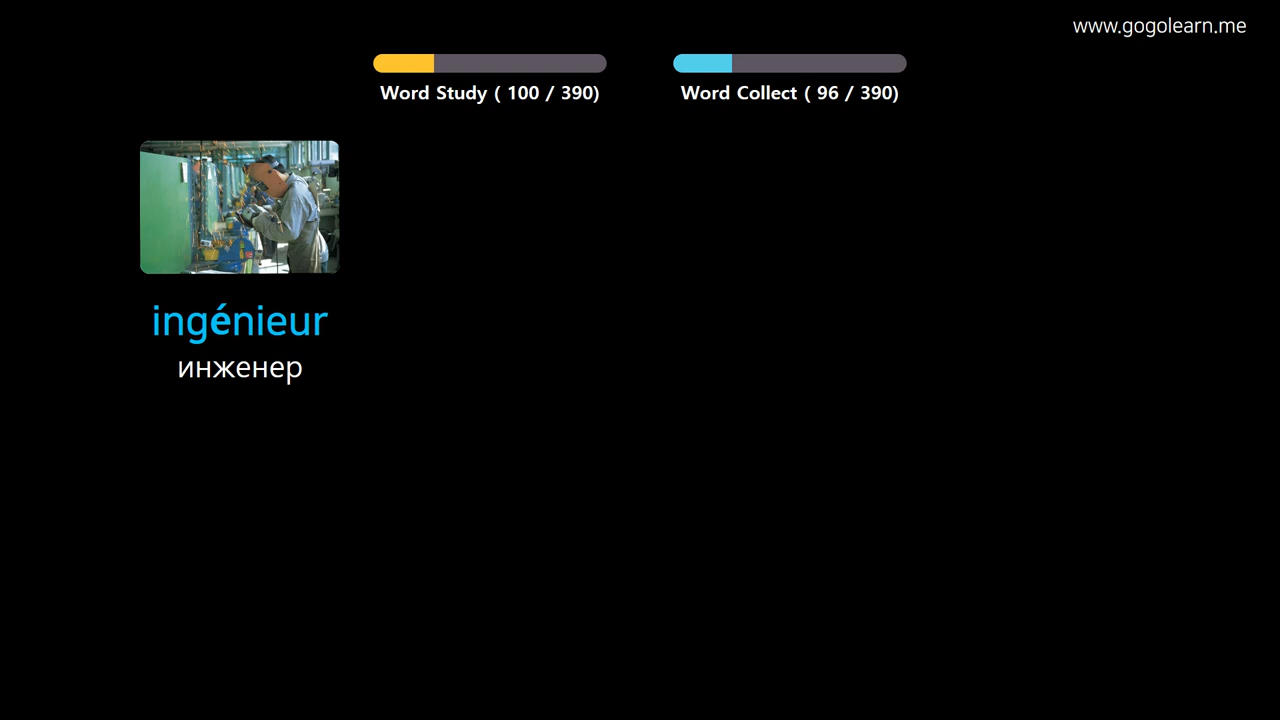 www.gogolearn.me
Word Study ( 100 / 390)
Word Collect ( 96 / 390)
ingénieur
инженер